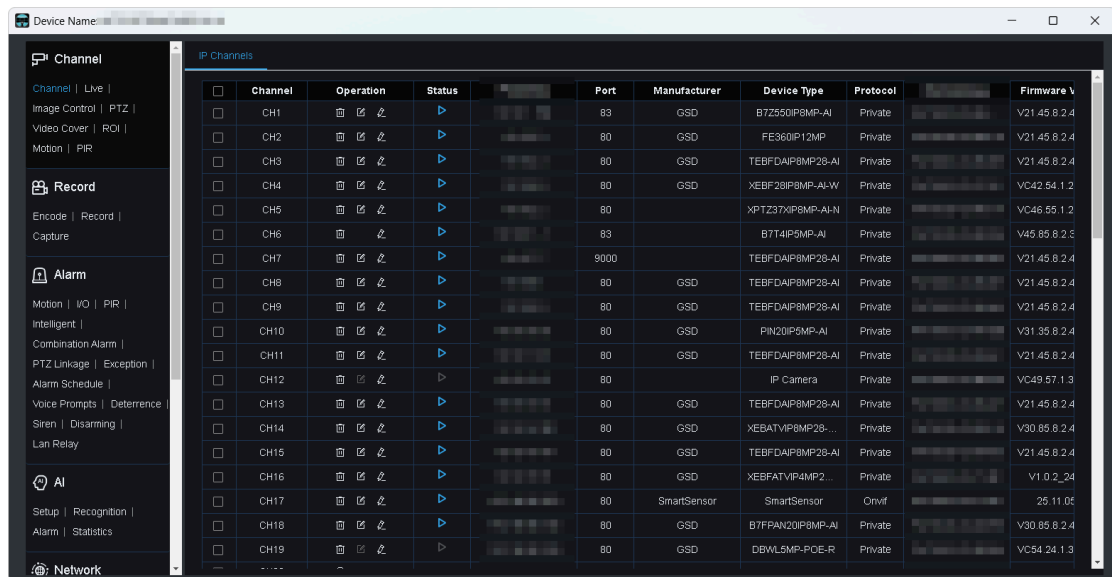 Device Name:
Channel
Channel | Live |
Image Control | PTZ |
Video Cover | ROI |
Motion | PIR
Record
Encode | Record |
Capture
Alarm
Motion | I/O | PIR |
Intelligent |
Combination Alarm |
PTZ Linkage | Exception |
Alarm Schedule |
Voice Prompts | Deterrence |
Siren | Disarming |
Lan Relay
AI
Setup | Recognition |
Alarm | Statistics
Network
IP Channels
Channel Operation Status Port Manufacturer Device Type Protocol Firmware V
CH1 83 GSD B7Z550IP8MP-AI Private V21.45.8.2.4
CH2 80 GSD FE360IP12MP Private V21.45.8.2.4
CH3 80 GSD TEBFDAIP8MP28-AI Private V21.45.8.2.4
CH4 80 GSD XEBF28IP8MP-AI-W Private VC42.54.1.2
CH5 80 XPTZ37XIP8MP-AI-N Private VC46.55.1.2
CH6 83 B7T4IP5MP-AI Private V45.85.8.2.3
CH7 9000 TEBFDAIP8MP28-AI Private V21.45.8.2.4
CH8 80 GSD TEBFDAIP8MP28-AI Private V21.45.8.2.4
CH9 80 GSD TEBFDAIP8MP28-AI Private V21.45.8.2.4
CH10 80 GSD PIN20IP5MP-AI Private V31.35.8.2.4
CH11 80 GSD TEBFDAIP8MP28-AI Private V21.45.8.2.4
CH12 80 IP Camera Private VC49.57.1.3
CH13 80 GSD TEBFDAIP8MP28-AI Private V21.45.8.2.4
CH14 80 GSD XEBATVIP8MP28-... Private V30.85.8.2.4
CH15 80 GSD TEBFDAIP8MP28-AI Private V21.45.8.2.4
CH16 80 GSD XEBFATVIP4MP2... Private V1.0.2_24
CH17 80 SmartSensor SmartSensor Onvif 25.11.05
CH18 80 GSD B7FPAN20IP8MP-AI Private V30.85.8.2.4
CH19 80 GSD DBWL5MP-POE-R Private VC54.24.1.3